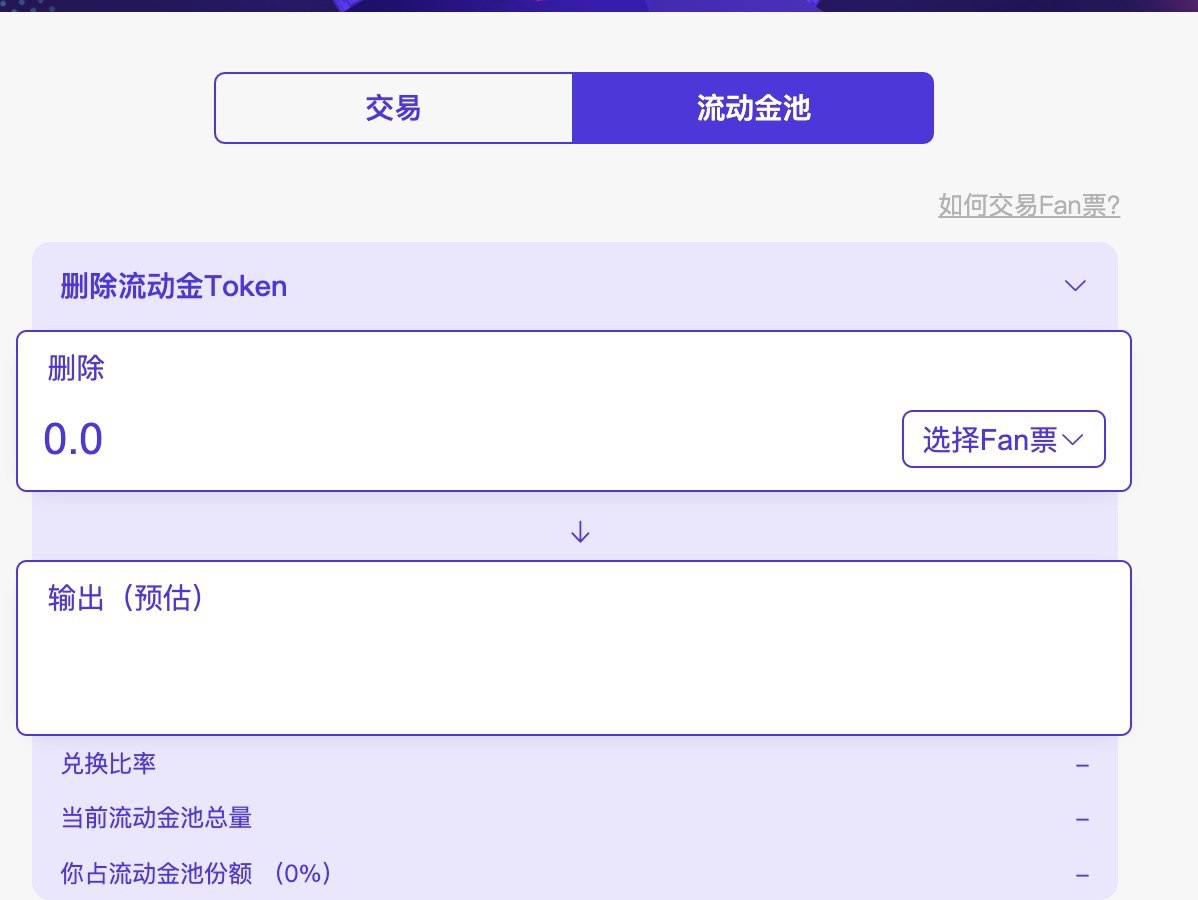 交易
流动金池
如何交易Fan票?
删除流动金Token
删除
0.0
选择Fan票
输出（预估）
兑换比率 –
当前流动金池总量 –
你占流动金池份额 （0%） –